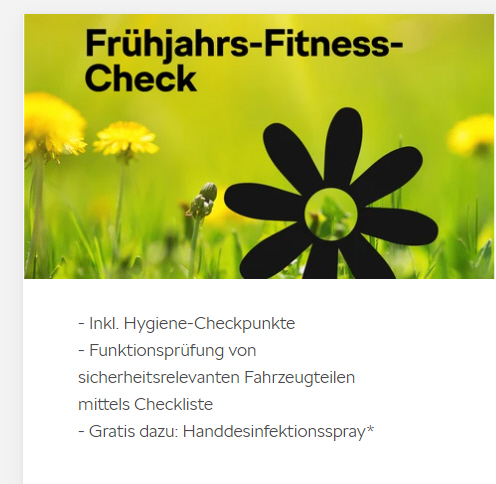 Frühjahrs-Fitness-
Check
- Inkl. Hygiene-Checkpunkte
- Funktionsprüfung von
sicherheitsrelevanten Fahrzeugteilen
mittels Checkliste
- Gratis dazu: Handdesinfektionsspray*